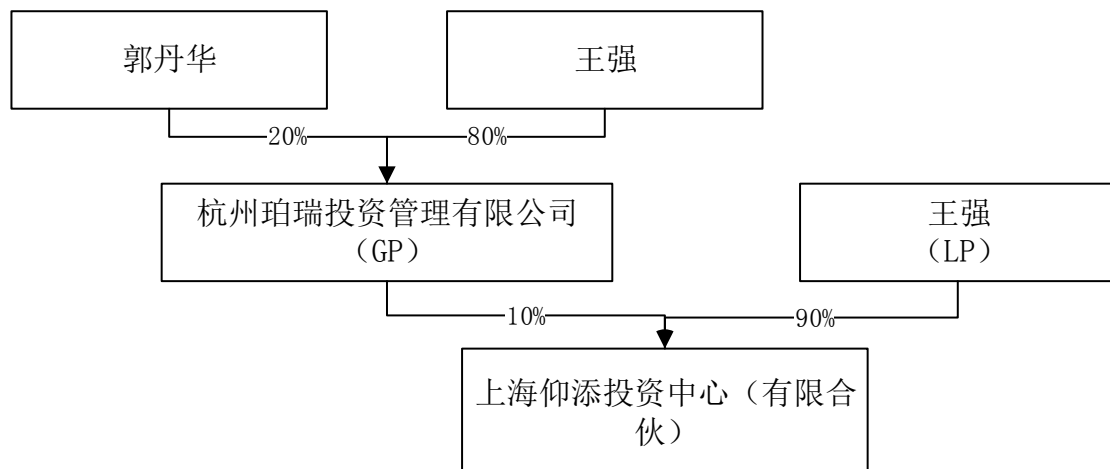 郭丹华
王强
20%
80%
杭州珀瑞投资管理有限公司
（GP）
王强
（LP）
10%
90%
上海仰添投资中心（有限合
伙）